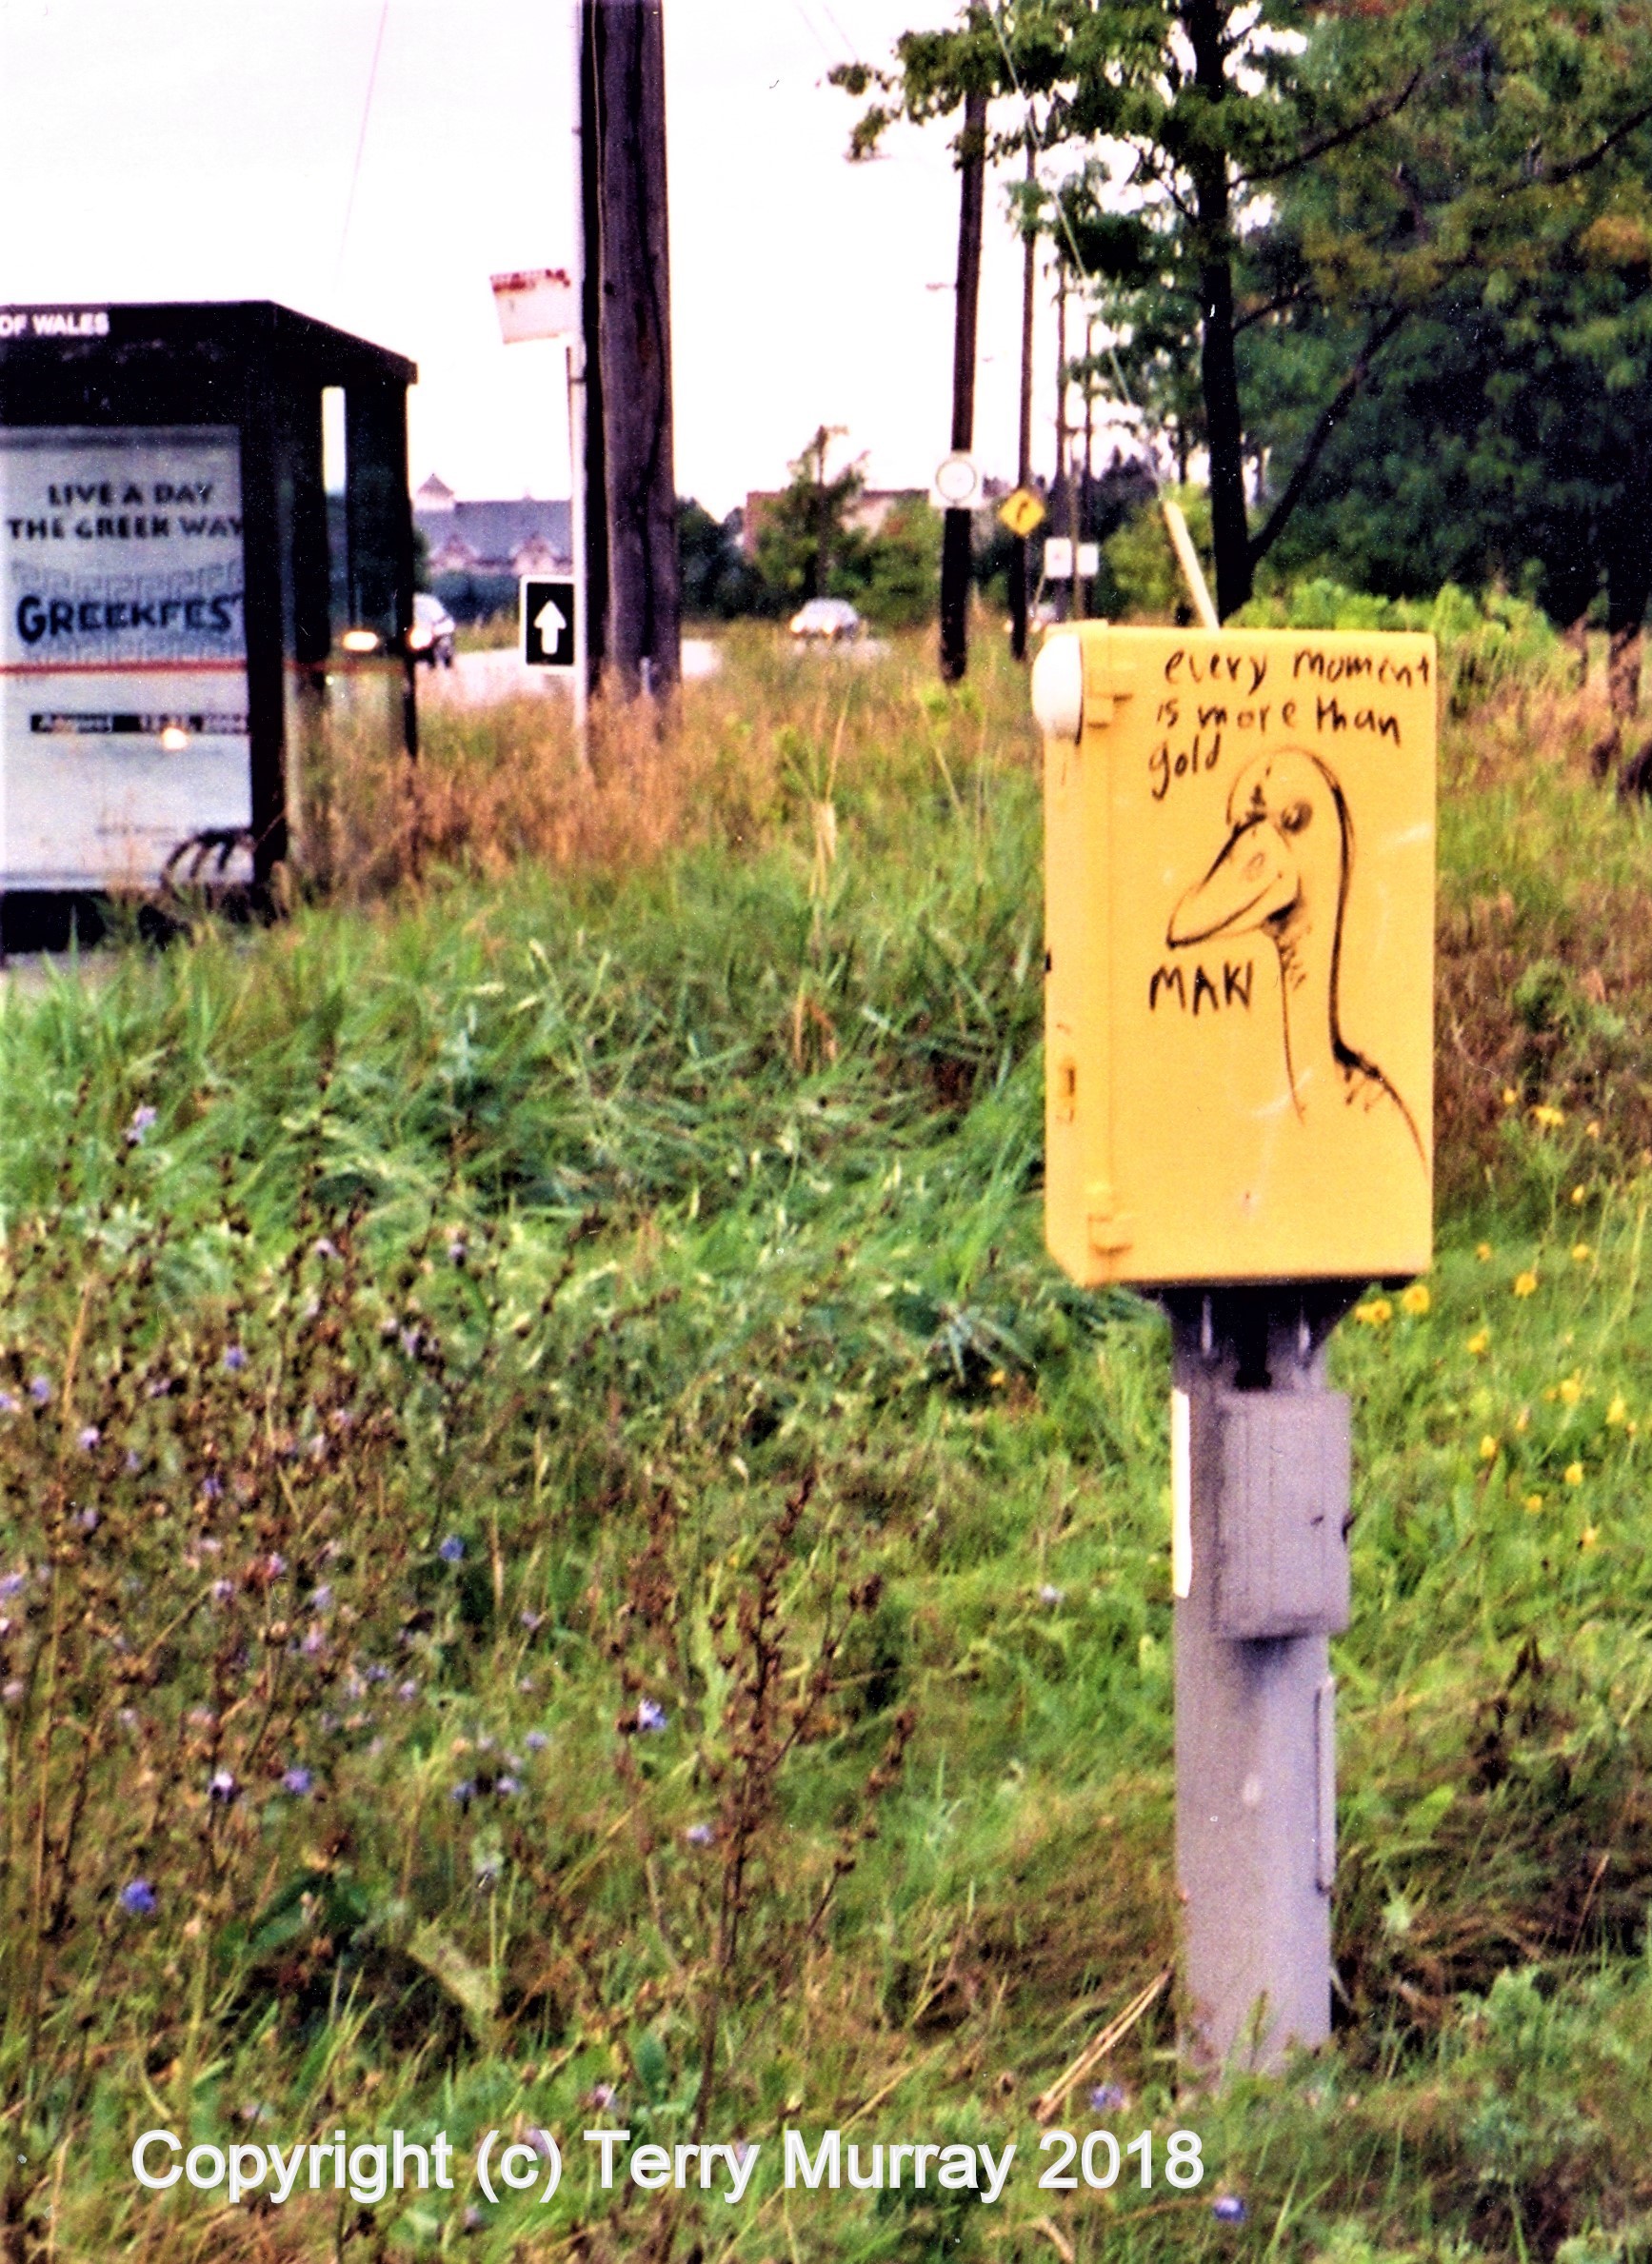 OF WALES
LIVE A DAY
THE GREEK WAY
GREEKFEST
August
every moment
is more than
gold
MAKI
Copyright (c) Terry Murray 2018